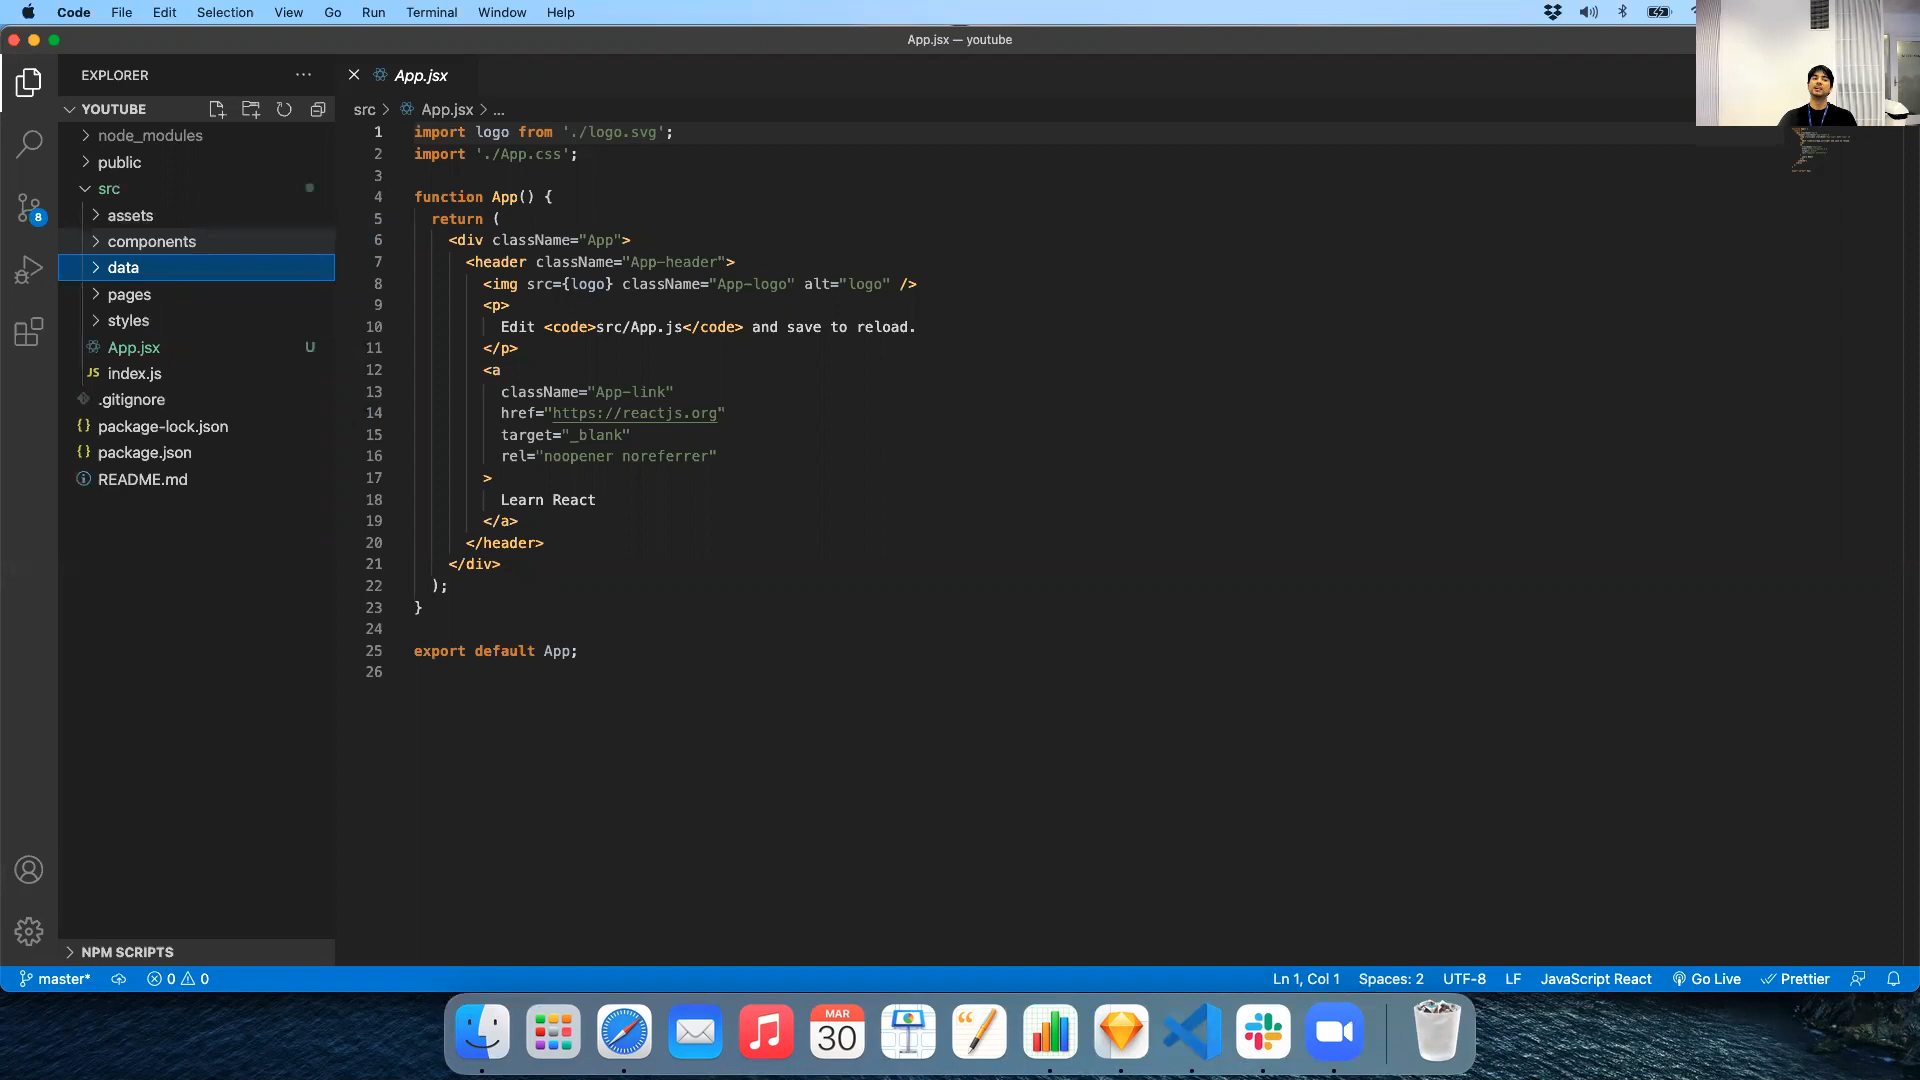 Code File Edit Selection View Go Run Terminal Window Help
App.jsx — youtube
EXPLORER
App.jsx
YOUTUBE
src > App.jsx > ...
node_modules
public
src
assets
components
data
pages
styles
App.jsx U
JS index.js
.gitignore
{} package-lock.json
{} package.json
README.md
8
1 import logo from './logo.svg';
2 import './App.css';
3
4 function App() {
5 return (
6 <div className="App">
7 <header className="App-header">
8 <img src={logo} className="App-logo" alt="logo" />
9 <p>
10 Edit <code>src/App.js</code> and save to reload.
11 </p>
12 <a
13 className="App-link"
14 href="https://reactjs.org"
15 target="_blank"
16 rel="noopener noreferrer"
17 >
18 Learn React
19 </a>
20 </header>
21 </div>
22 );
23 }
24
25 export default App;
26
NPM SCRIPTS
master* 0 0 Ln 1, Col 1 Spaces: 2 UTF-8 LF JavaScript React Go Live Prettier
MAR
30